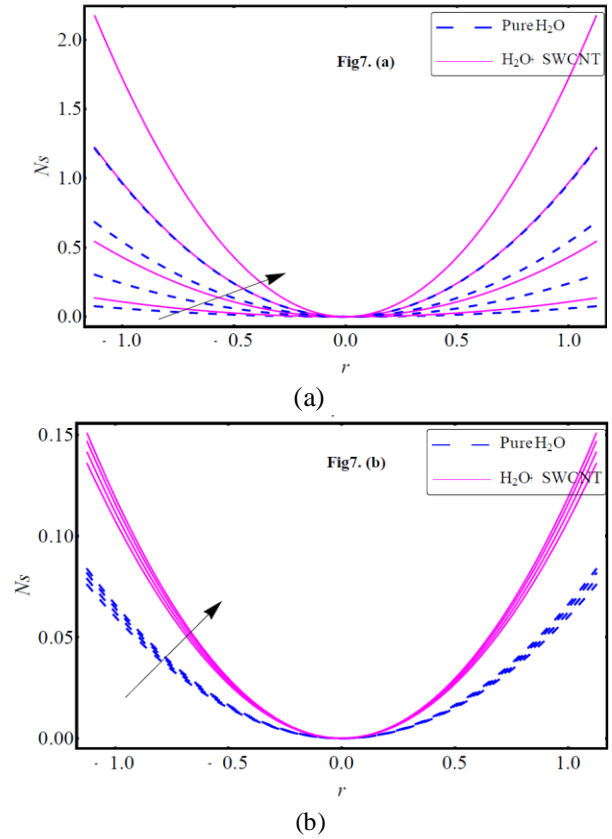 Pure H₂O
H₂O+ SWCNT
Fig7. (a)
2.0
1.5
1.0
0.5
0.0
Ns
- 1.0
- 0.5
0.0
0.5
1.0
r
(a)
Pure H₂O
H₂O+ SWCNT
Fig7. (b)
0.15
0.10
0.05
0.00
Ns
- 1.0
- 0.5
0.0
0.5
1.0
r
(b)